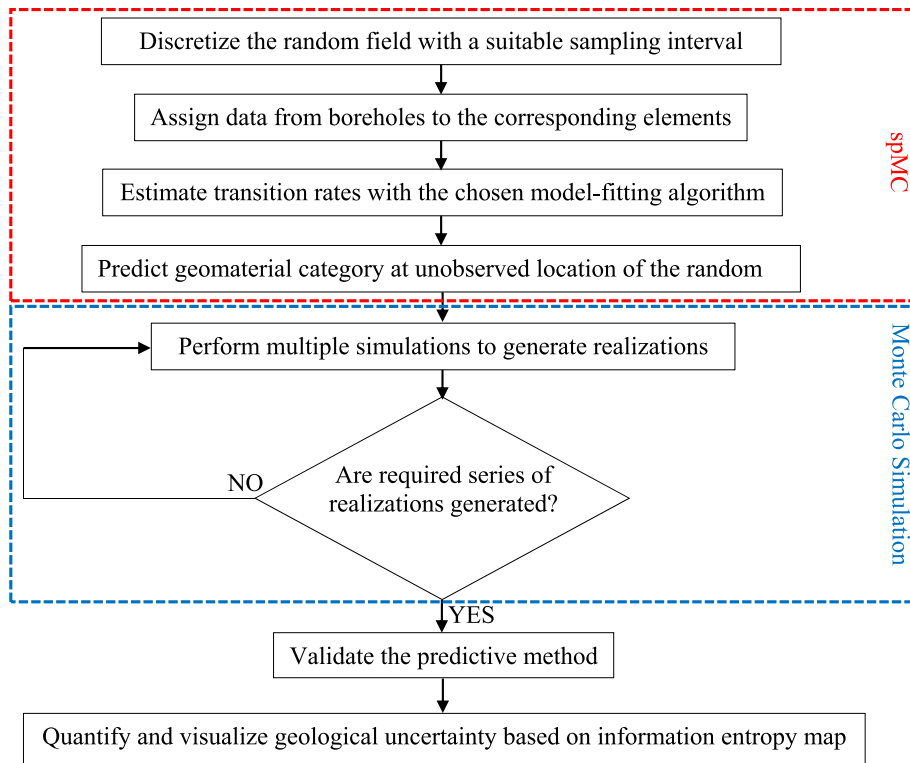 Discretize the random field with a suitable sampling interval
Assign data from boreholes to the corresponding elements
Estimate transition rates with the chosen model-fitting algorithm
Predict geomaterial category at unobserved location of the random
spMC
Perform multiple simulations to generate realizations
Are required series of
realizations generated?
NO
YES
Monte Carlo Simulation
Validate the predictive method
Quantify and visualize geological uncertainty based on information entropy map